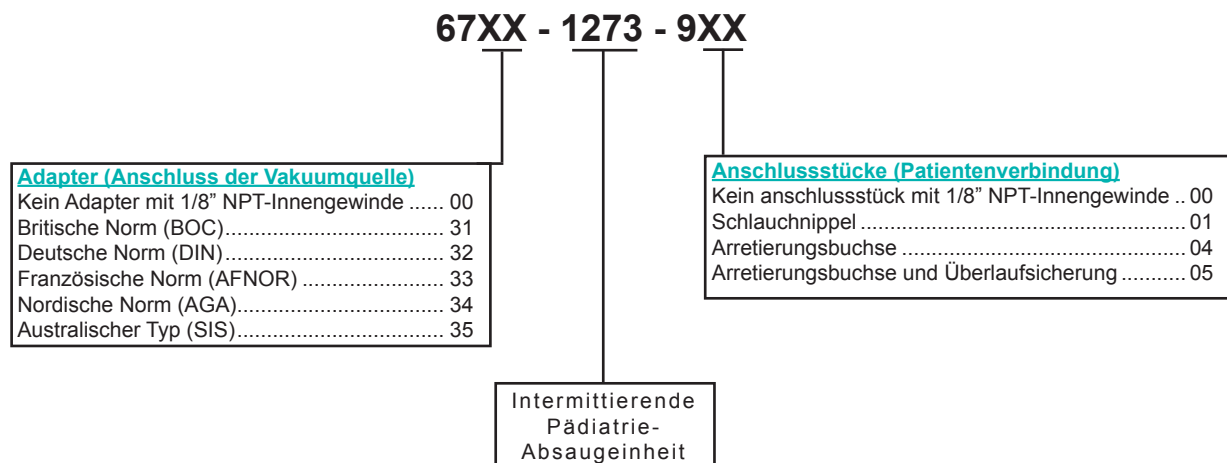 67XX - 1273 - 9XX
Adapter (Anschluss der Vakuumquelle)
Kein Adapter mit 1/8” NPT-Innengewinde ...... 00
Britische Norm (BOC)................................... 31
Deutsche Norm (DIN)................................... 32
Französische Norm (AFNOR) ...................... 33
Nordische Norm (AGA)................................. 34
Australischer Typ (SIS)................................. 35
Anschlussstücke (Patientenverbindung)
Kein anschlussstück mit 1/8” NPT-Innengewinde .. 00
Schlauchnippel ..................................................... 01
Arretierungsbuchse ............................................... 04
Arretierungsbuchse und Überlaufsicherung ........... 05
Intermittierende
Pädiatrie-
Absaugeinheit